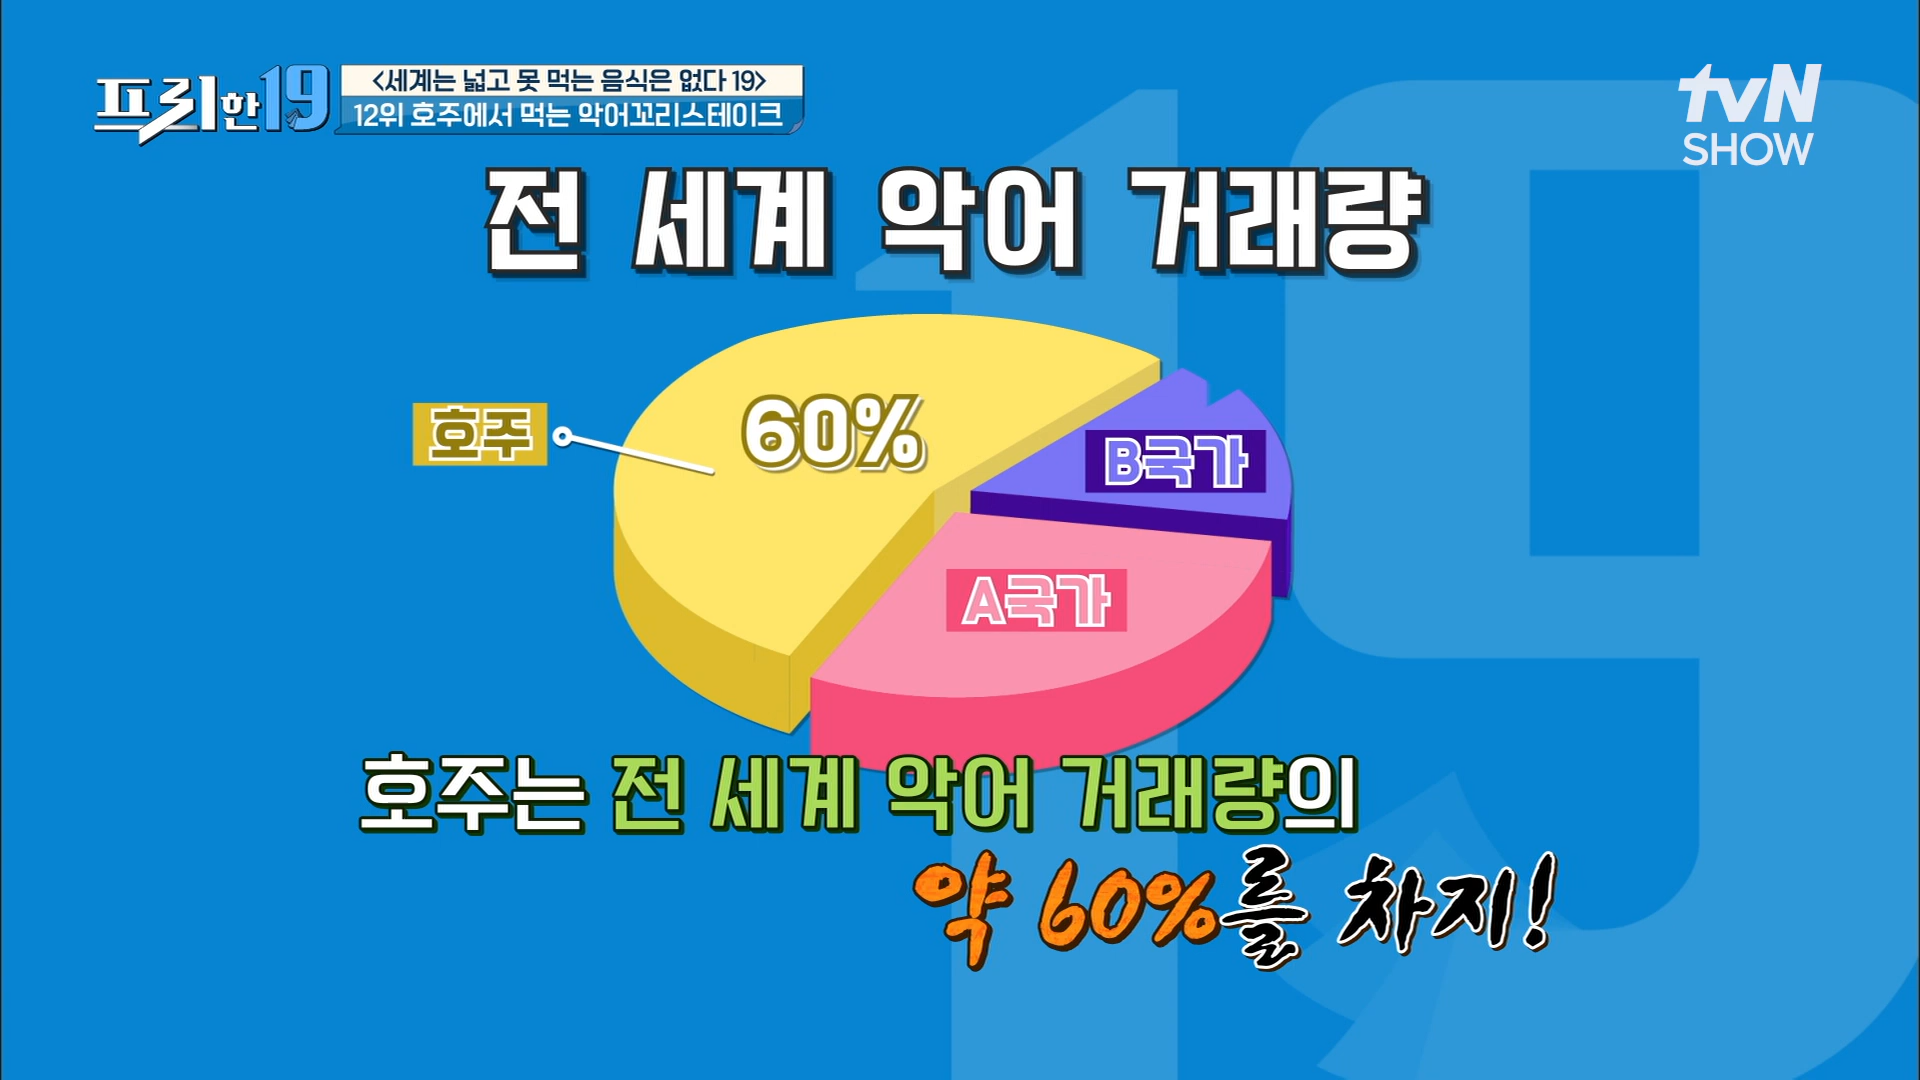 프리한19
<세계는 넓고 못 먹는 음식은 없다 19>
12위 호주에서 먹는 악어꼬리스테이크
tvN
SHOW
전 세계 악어 거래량
호주
60%
B국가
A국가
호주는 전 세계 악어 거래량의
약 60%를 차지!